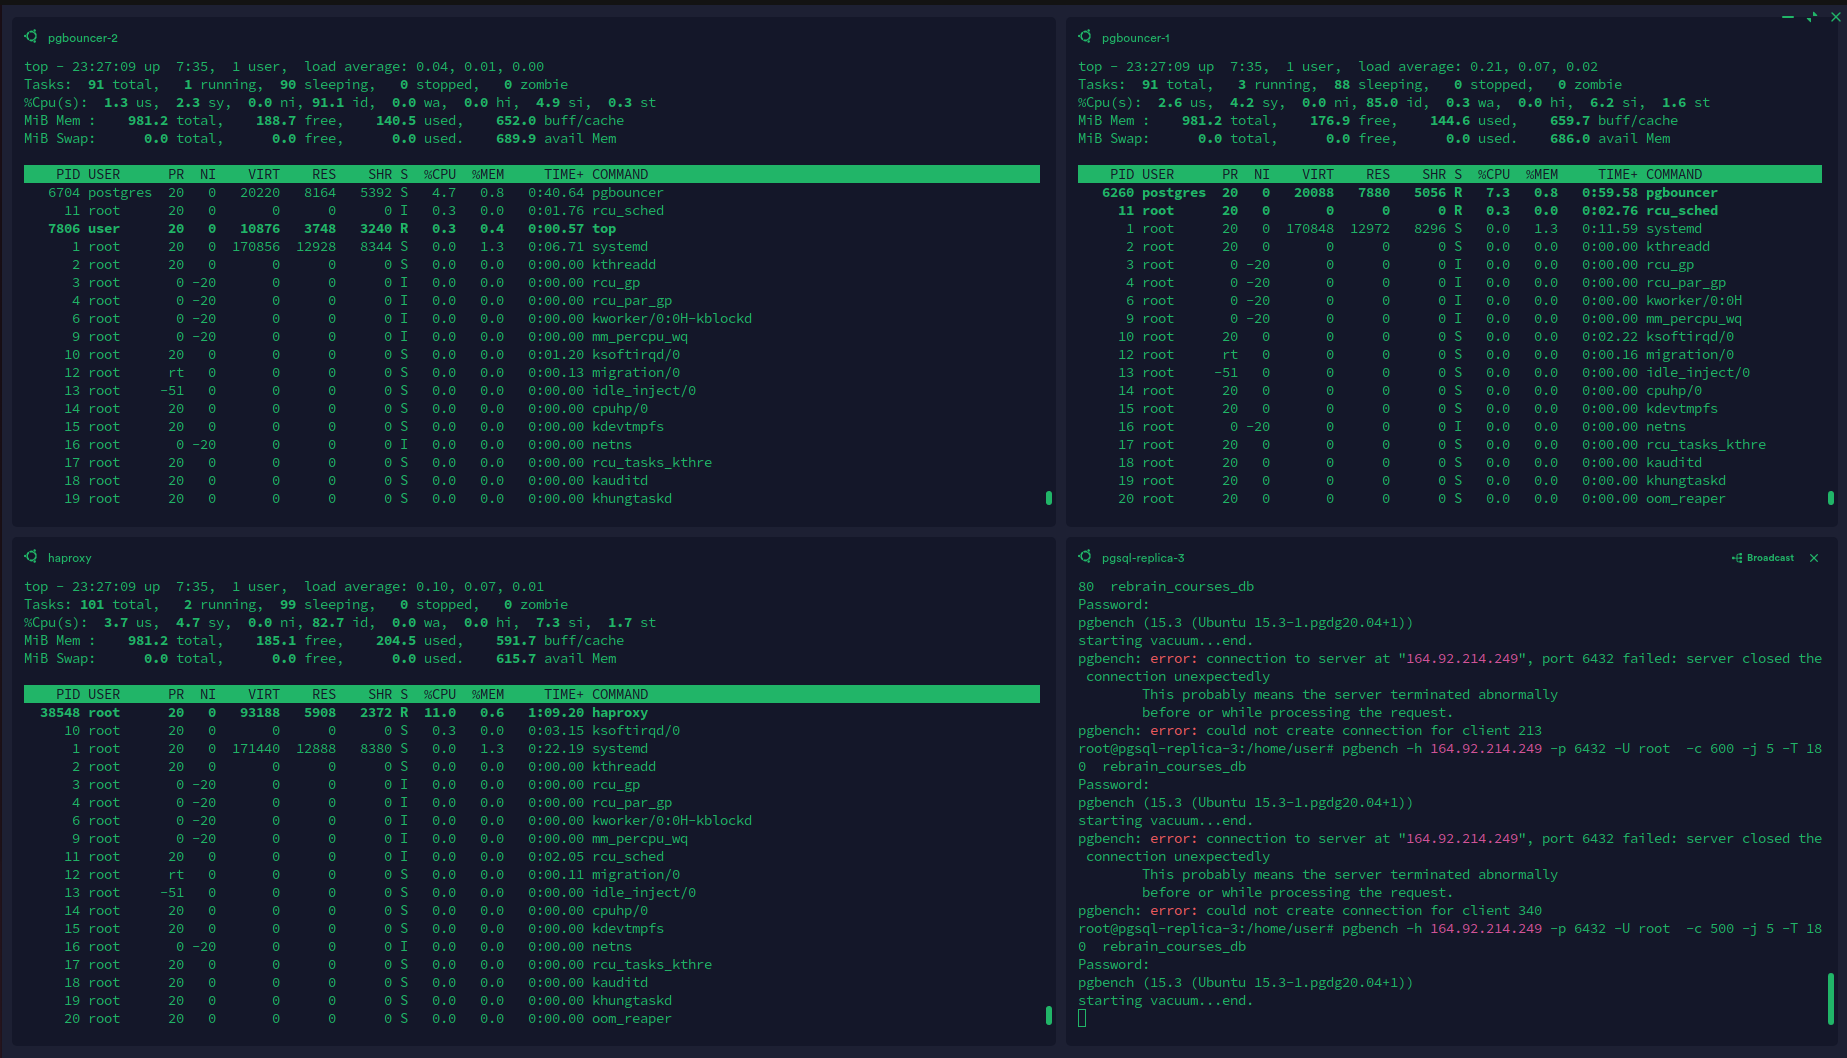 pgbouncer-2
top - 23:27:09 up  7:35,  1 user,  load average: 0.04, 0.01, 0.00
Tasks:  91 total,   1 running,  90 sleeping,   0 stopped,   0 zombie
%Cpu(s):  1.3 us,  2.3 sy,  0.0 ni, 91.1 id,  0.0 wa,  0.0 hi,  4.9 si,  0.3 st
MiB Mem :    981.2 total,    188.7 free,    140.5 used,    652.0 buff/cache
MiB Swap:      0.0 total,      0.0 free,      0.0 used.    689.9 avail Mem
PID USER      PR  NI    VIRT    RES    SHR S  %CPU  %MEM     TIME+ COMMAND
6704 postgres  20   0   20220   8164   5392 S   4.7   0.8   0:40.64 pgbouncer
11 root      20   0       0      0      0 I   0.3   0.0   0:01.76 rcu_sched
7806 user      20   0   10876   3748   3240 R   0.3   0.4   0:00.57 top
1 root      20   0  170856  12928   8344 S   0.0   1.3   0:06.71 systemd
2 root      20   0       0      0      0 S   0.0   0.0   0:00.00 kthreadd
3 root       0 -20       0      0      0 I   0.0   0.0   0:00.00 rcu_gp
4 root       0 -20       0      0      0 I   0.0   0.0   0:00.00 rcu_par_gp
6 root       0 -20       0      0      0 I   0.0   0.0   0:00.00 kworker/0:0H-kblockd
9 root       0 -20       0      0      0 I   0.0   0.0   0:00.00 mm_percpu_wq
10 root      20   0       0      0      0 S   0.0   0.0   0:01.20 ksoftirqd/0
12 root      rt   0       0      0      0 S   0.0   0.0   0:00.13 migration/0
13 root     -51   0       0      0      0 S   0.0   0.0   0:00.00 idle_inject/0
14 root      20   0       0      0      0 S   0.0   0.0   0:00.00 cpuhp/0
15 root      20   0       0      0      0 S   0.0   0.0   0:00.00 kdevtmpfs
16 root       0 -20       0      0      0 I   0.0   0.0   0:00.00 netns
17 root      20   0       0      0      0 S   0.0   0.0   0:00.00 rcu_tasks_kthre
18 root      20   0       0      0      0 S   0.0   0.0   0:00.00 kauditd
19 root      20   0       0      0      0 S   0.0   0.0   0:00.00 khungtaskd
pgbouncer-1
top - 23:27:09 up  7:35,  1 user,  load average: 0.21, 0.07, 0.02
Tasks:  91 total,   3 running,  88 sleeping,   0 stopped,   0 zombie
%Cpu(s):  2.6 us,  4.2 sy,  0.0 ni, 85.0 id,  0.3 wa,  0.0 hi,  6.2 si,  1.6 st
MiB Mem :    981.2 total,    176.9 free,    144.6 used,    659.7 buff/cache
MiB Swap:      0.0 total,      0.0 free,      0.0 used.    686.0 avail Mem
PID USER      PR  NI    VIRT    RES    SHR S  %CPU  %MEM     TIME+ COMMAND
6260 postgres  20   0   20088   7880   5056 R   7.3   0.8   0:59.58 pgbouncer
11 root      20   0       0      0      0 R   0.3   0.0   0:02.76 rcu_sched
1 root      20   0  170848  12972   8296 S   0.0   1.3   0:11.59 systemd
2 root      20   0       0      0      0 S   0.0   0.0   0:00.00 kthreadd
3 root       0 -20       0      0      0 I   0.0   0.0   0:00.00 rcu_gp
4 root       0 -20       0      0      0 I   0.0   0.0   0:00.00 rcu_par_gp
6 root       0 -20       0      0      0 I   0.0   0.0   0:00.00 kworker/0:0H
9 root       0 -20       0      0      0 I   0.0   0.0   0:00.00 mm_percpu_wq
10 root      20   0       0      0      0 S   0.0   0.0   0:02.22 ksoftirqd/0
12 root      rt   0       0      0      0 S   0.0   0.0   0:00.16 migration/0
13 root     -51   0       0      0      0 S   0.0   0.0   0:00.00 idle_inject/0
14 root      20   0       0      0      0 S   0.0   0.0   0:00.00 cpuhp/0
15 root      20   0       0      0      0 S   0.0   0.0   0:00.00 kdevtmpfs
16 root       0 -20       0      0      0 I   0.0   0.0   0:00.00 netns
17 root      20   0       0      0      0 S   0.0   0.0   0:00.00 rcu_tasks_kthre
18 root      20   0       0      0      0 S   0.0   0.0   0:00.00 kauditd
19 root      20   0       0      0      0 S   0.0   0.0   0:00.00 khungtaskd
20 root      20   0       0      0      0 S   0.0   0.0   0:00.00 oom_reaper
haproxy
top - 23:27:09 up  7:35,  1 user,  load average: 0.10, 0.07, 0.01
Tasks: 101 total,   2 running,  99 sleeping,   0 stopped,   0 zombie
%Cpu(s):  3.7 us,  4.7 sy,  0.0 ni, 82.7 id,  0.0 wa,  0.0 hi,  7.3 si,  1.7 st
MiB Mem :    981.2 total,    185.1 free,    204.5 used,    591.7 buff/cache
MiB Swap:      0.0 total,      0.0 free,      0.0 used.    615.7 avail Mem
PID USER      PR  NI    VIRT    RES    SHR S  %CPU  %MEM     TIME+ COMMAND
38548 root      20   0   93188   5908   2372 R  11.0   0.6   1:09.20 haproxy
10 root      20   0       0      0      0 S   0.3   0.0   0:03.15 ksoftirqd/0
1 root      20   0  171440  12888   8380 S   0.0   1.3   0:22.19 systemd
2 root      20   0       0      0      0 S   0.0   0.0   0:00.00 kthreadd
3 root       0 -20       0      0      0 I   0.0   0.0   0:00.00 rcu_gp
4 root       0 -20       0      0      0 I   0.0   0.0   0:00.00 rcu_par_gp
6 root       0 -20       0      0      0 I   0.0   0.0   0:00.00 kworker/0:0H-kblockd
9 root       0 -20       0      0      0 I   0.0   0.0   0:00.00 mm_percpu_wq
11 root      20   0       0      0      0 I   0.0   0.0   0:02.05 rcu_sched
12 root      rt   0       0      0      0 S   0.0   0.0   0:00.11 migration/0
13 root     -51   0       0      0      0 S   0.0   0.0   0:00.00 idle_inject/0
14 root      20   0       0      0      0 S   0.0   0.0   0:00.00 cpuhp/0
15 root      20   0       0      0      0 S   0.0   0.0   0:00.00 kdevtmpfs
16 root       0 -20       0      0      0 I   0.0   0.0   0:00.00 netns
17 root      20   0       0      0      0 S   0.0   0.0   0:00.00 rcu_tasks_kthre
18 root      20   0       0      0      0 S   0.0   0.0   0:00.00 kauditd
19 root      20   0       0      0      0 S   0.0   0.0   0:00.00 khungtaskd
20 root      20   0       0      0      0 S   0.0   0.0   0:00.00 oom_reaper
pgsql-replica-3 Broadcast
80  rebrain_courses_db
Password:
pgbench (15.3 (Ubuntu 15.3-1.pgdg20.04+1))
starting vacuum...end.
pgbench: error: connection to server at "164.92.214.249", port 6432 failed: server closed the
connection unexpectedly
This probably means the server terminated abnormally
before or while processing the request.
pgbench: error: could not create connection for client 213
root@pgsql-replica-3:/home/user# pgbench -h 164.92.214.249 -p 6432 -U root  -c 600 -j 5 -T 18
0  rebrain_courses_db
Password:
pgbench (15.3 (Ubuntu 15.3-1.pgdg20.04+1))
starting vacuum...end.
pgbench: error: connection to server at "164.92.214.249", port 6432 failed: server closed the
connection unexpectedly
This probably means the server terminated abnormally
before or while processing the request.
pgbench: error: could not create connection for client 340
root@pgsql-replica-3:/home/user# pgbench -h 164.92.214.249 -p 6432 -U root  -c 500 -j 5 -T 18
0  rebrain_courses_db
Password:
pgbench (15.3 (Ubuntu 15.3-1.pgdg20.04+1))
starting vacuum...end.